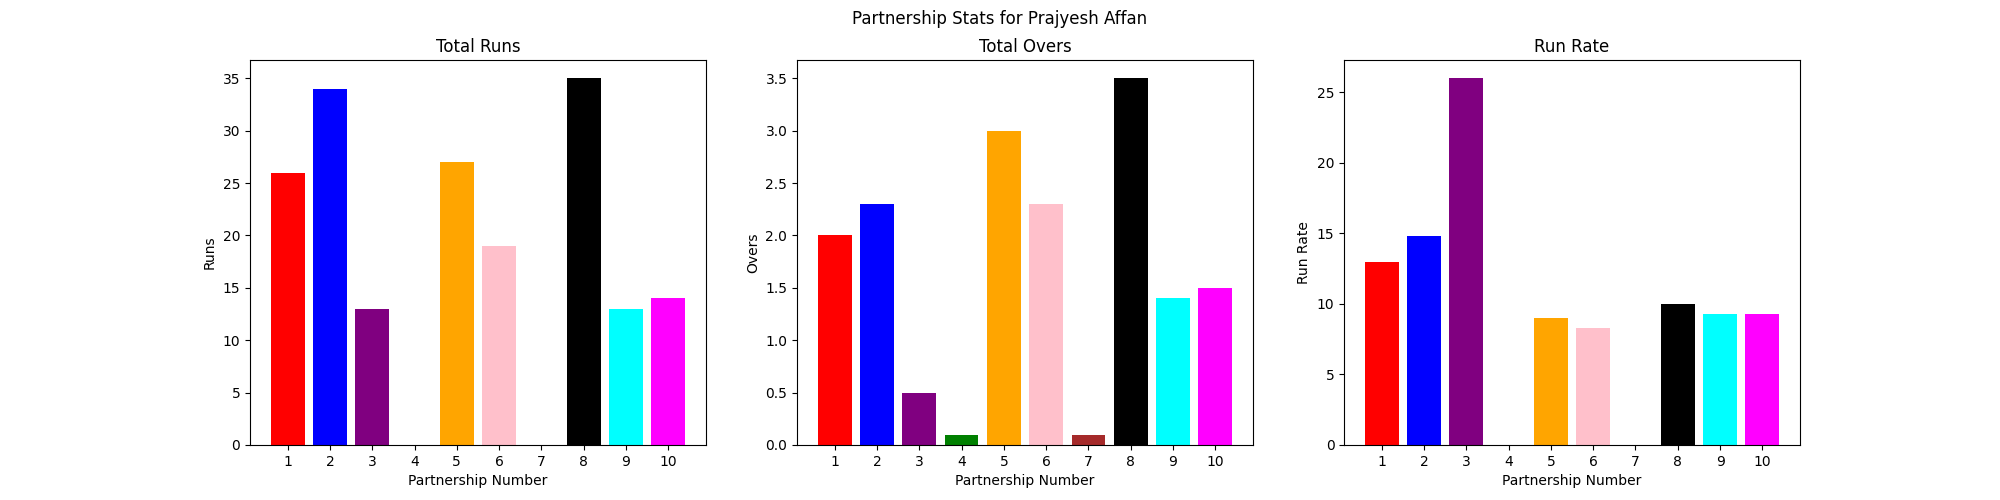 Partnership Stats for Prajyesh Affan
Total Runs
35
30
25
20
15
10
5
0
Runs
1 2 3 4 5 6 7 8 9 10
Partnership Number
Total Overs
3.5
3.0
2.5
2.0
1.5
1.0
0.5
0.0
Overs
1 2 3 4 5 6 7 8 9 10
Partnership Number
Run Rate
25
20
15
10
5
0
Run Rate
1 2 3 4 5 6 7 8 9 10
Partnership Number